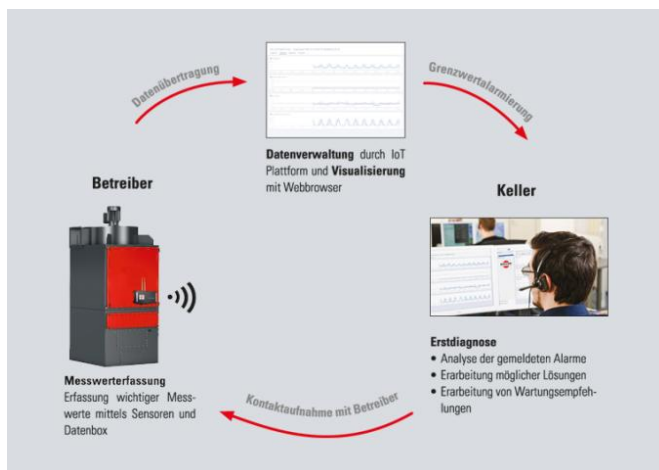 Datenübertragung
Grenzwertalarmierung
Datenverwaltung durch IoT
Plattform und Visualisierung
mit Webbrowser
Betreiber
Keller
Messwerterfassung
Erfassung wichtiger Mess-
werte mittels Sensoren und
Datenbox
Erstdiagnose
• Analyse der gemeldeten Alarme
• Erarbeitung möglicher Lösungen
• Erarbeitung von Wartungsempfeh-
lungen
Kontaktaufnahme mit Betreiber